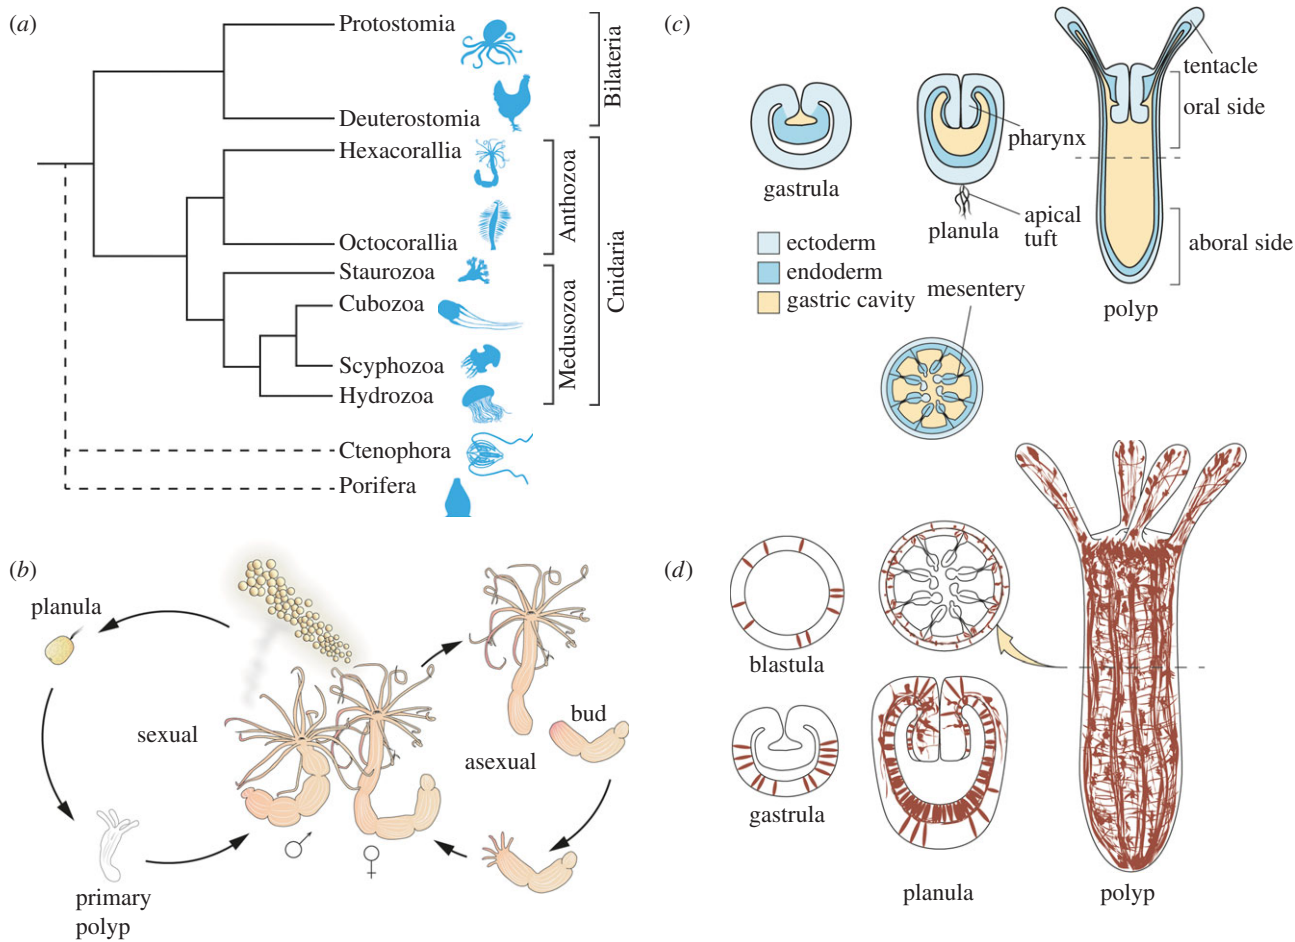 (a)
Protostomia
Deuterostomia
Bilateria
Hexacorallia
Octocorallia
Anthozoa
Staurozoa
Cubozoa
Scyphozoa
Hydrozoa
Medusozoa
Cnidaria
Ctenophora
Porifera
(b)
planula
sexual
primary
polyp
♂
♀
asexual
bud
(c)
gastrula
pharynx
apical
tuft
planula
tentacle
oral side
aboral side
polyp
ectoderm
endoderm
gastric cavity
mesentery
(d)
blastula
gastrula
planula
polyp